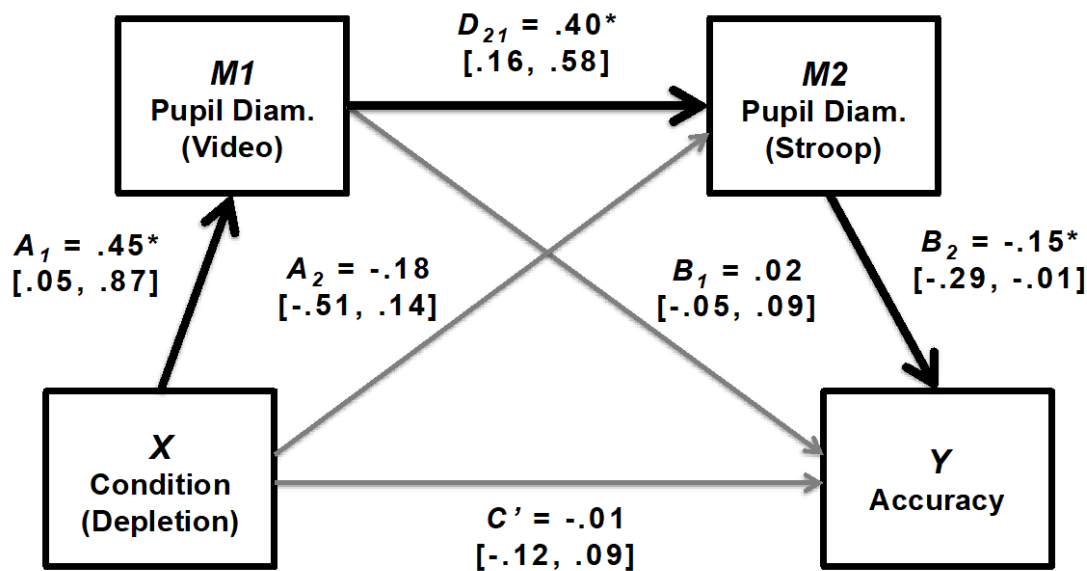 D21 = .40*
[.16, .58]
M1
Pupil Diam.
(Video)
M2
Pupil Diam.
(Stroop)
A1 = .45*
[.05, .87]
A2 = -.18
[-.51, .14]
B1 = .02
[-.05, .09]
B2 = -.15*
[-.29, -.01]
X
Condition
(Depletion)
Y
Accuracy
C’ = -.01
[-.12, .09]